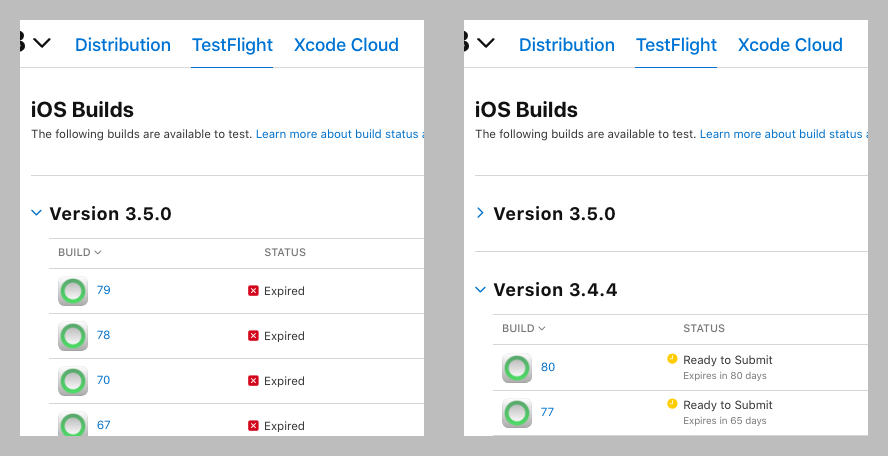 Distribution TestFlight Xcode Cloud
iOS Builds
The following builds are available to test. Learn more about build status
Version 3.5.0
BUILD STATUS
79 Expired
78 Expired
70 Expired
67 Expired
Distribution TestFlight Xcode Cloud
iOS Builds
The following builds are available to test. Learn more about build status
Version 3.5.0
Version 3.4.4
BUILD STATUS
80 Ready to Submit
Expires in 80 days
77 Ready to Submit
Expires in 65 days